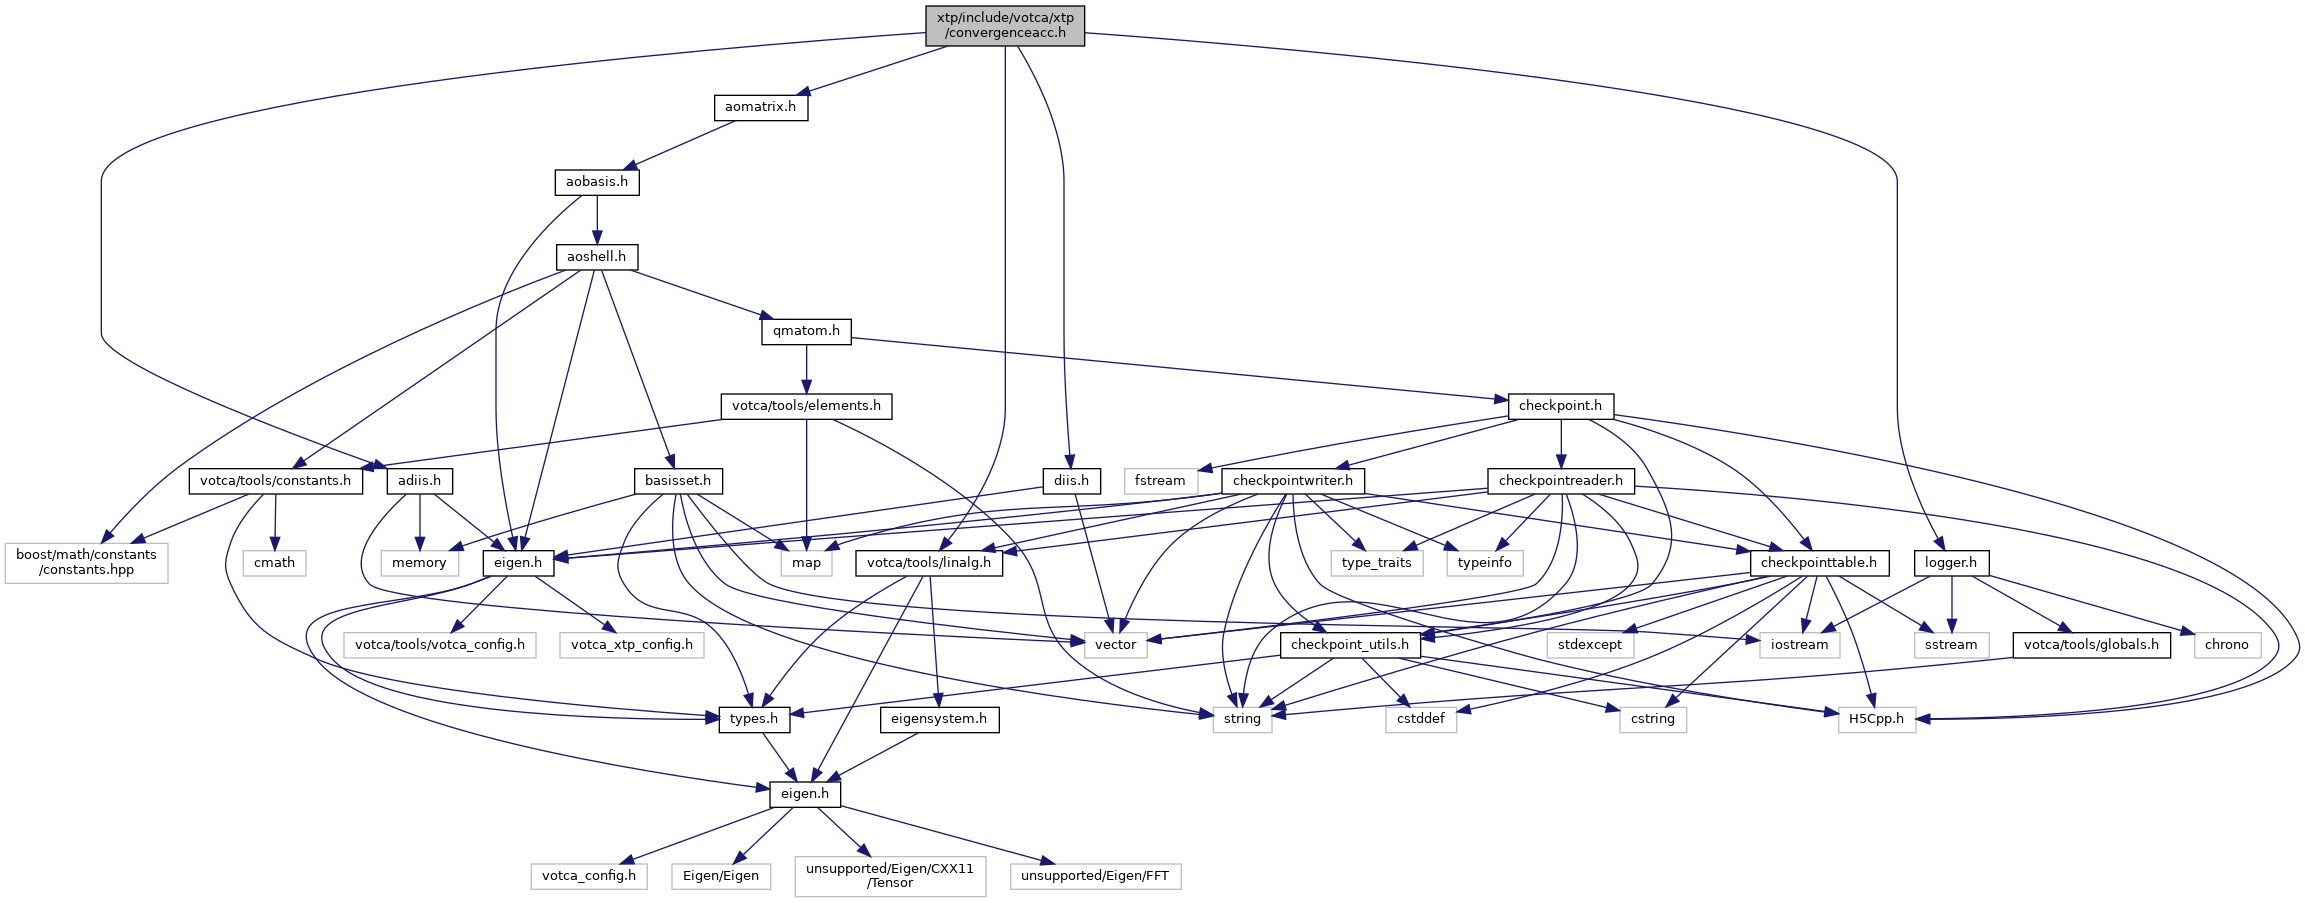 xtp/include/votca/xtp
/convergenceacc.h
aomatrix.h
aobasis.h
aoshell.h
qmatom.h
votca/tools/elements.h
checkpoint.h
votca/tools/constants.h
adiis.h
basisset.h
diis.h
fstream
checkpointwriter.h
checkpointreader.h
boost/math/constants
/constants.hpp
cmath
memory
eigen.h
map
votca/tools/linalg.h
type_traits
typeinfo
checkpointtable.h
logger.h
votca/tools/votca_config.h
votca_xtp_config.h
vector
checkpoint_utils.h
stdexcept
iostream
sstream
votca/tools/globals.h
chrono
types.h
eigensystem.h
string
cstddef
cstring
H5Cpp.h
eigen.h
votca_config.h
Eigen/Eigen
unsupported/Eigen/CXX11
/Tensor
unsupported/Eigen/FFT